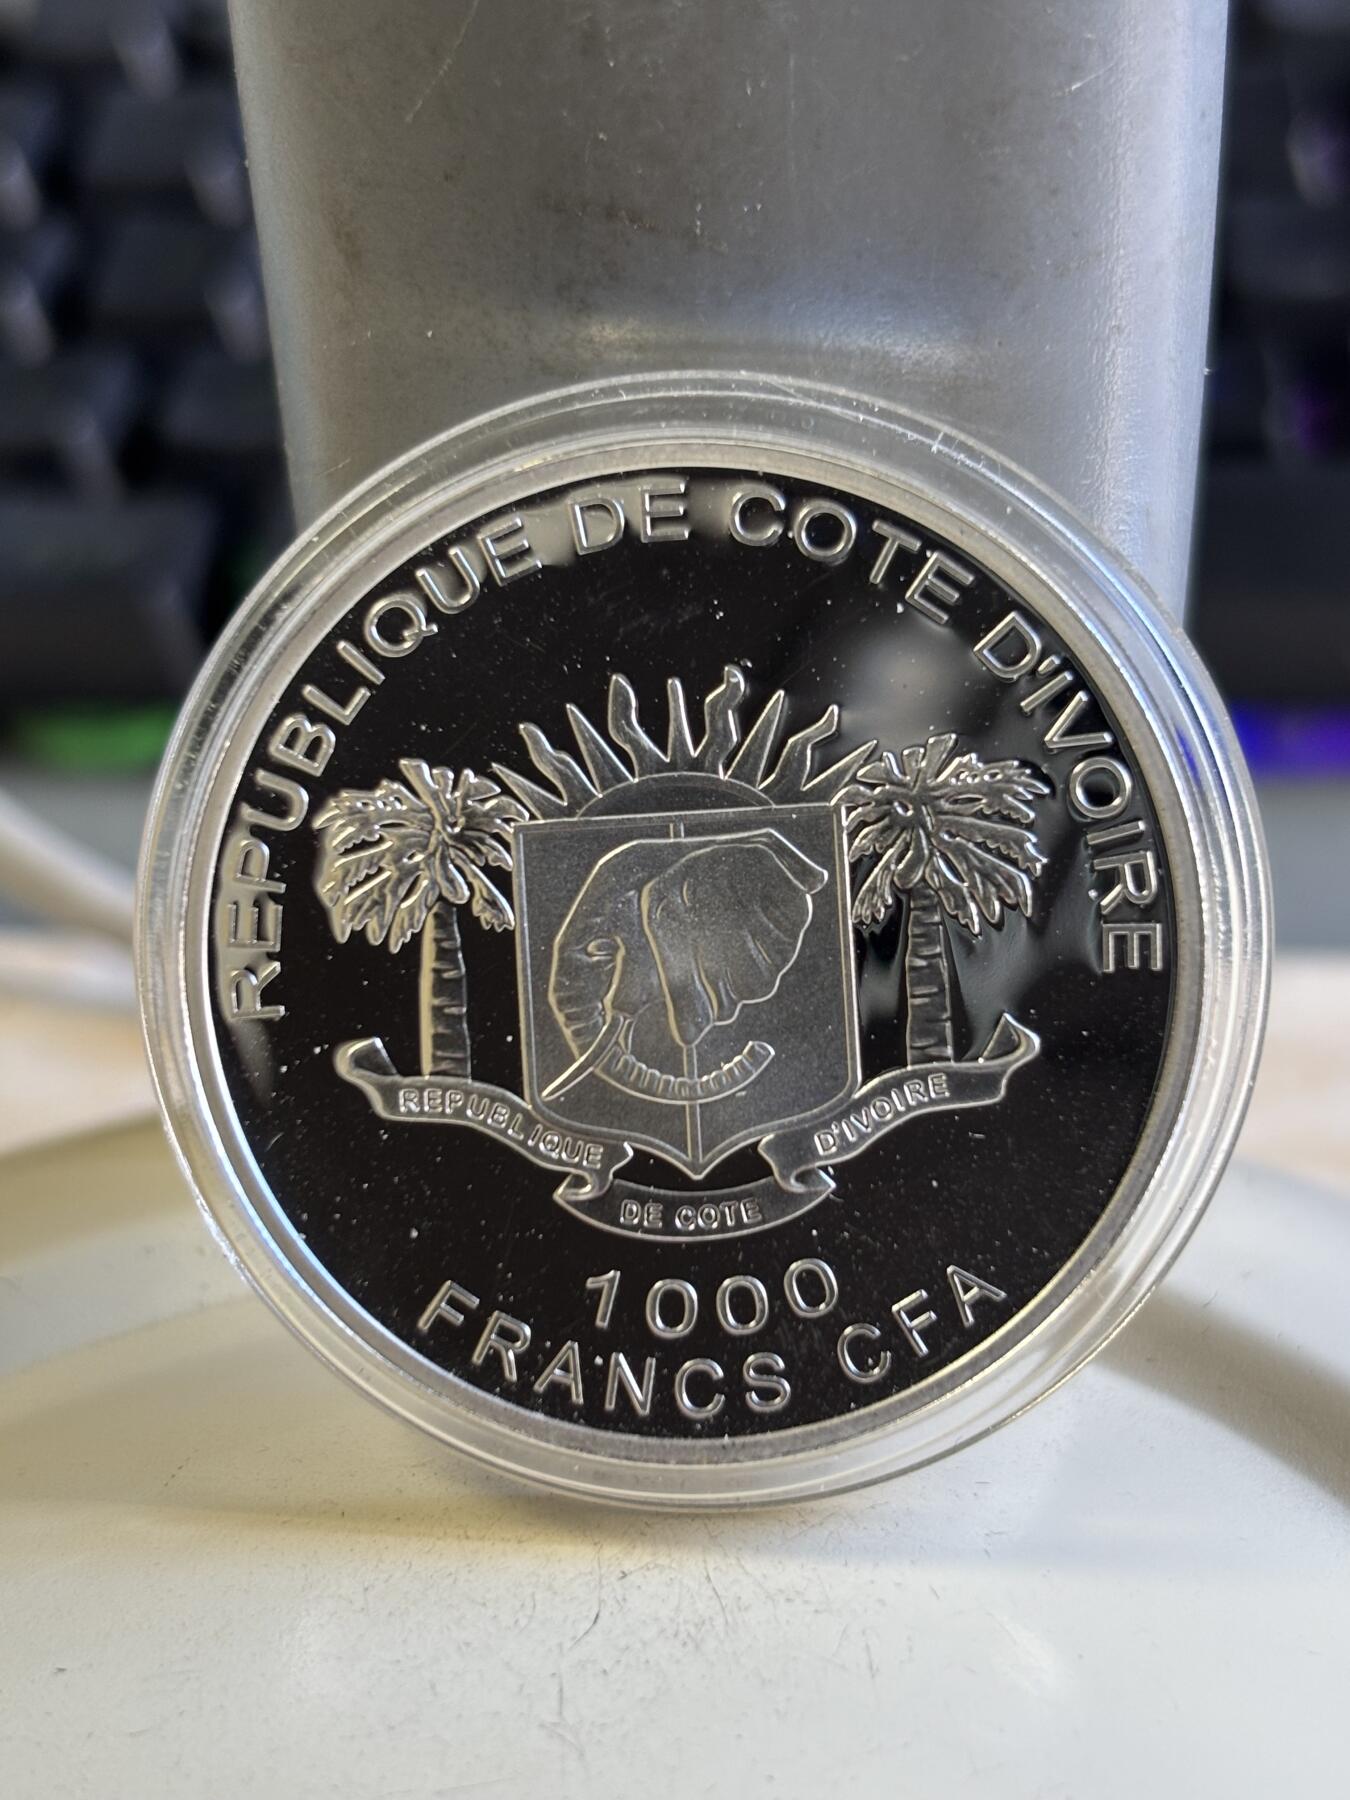 REPUBLIQUE DE COTE D'IVOIRE
REPUBLIQUE
DE COTE
D'IVOIRE
1000
FRANCS CFA